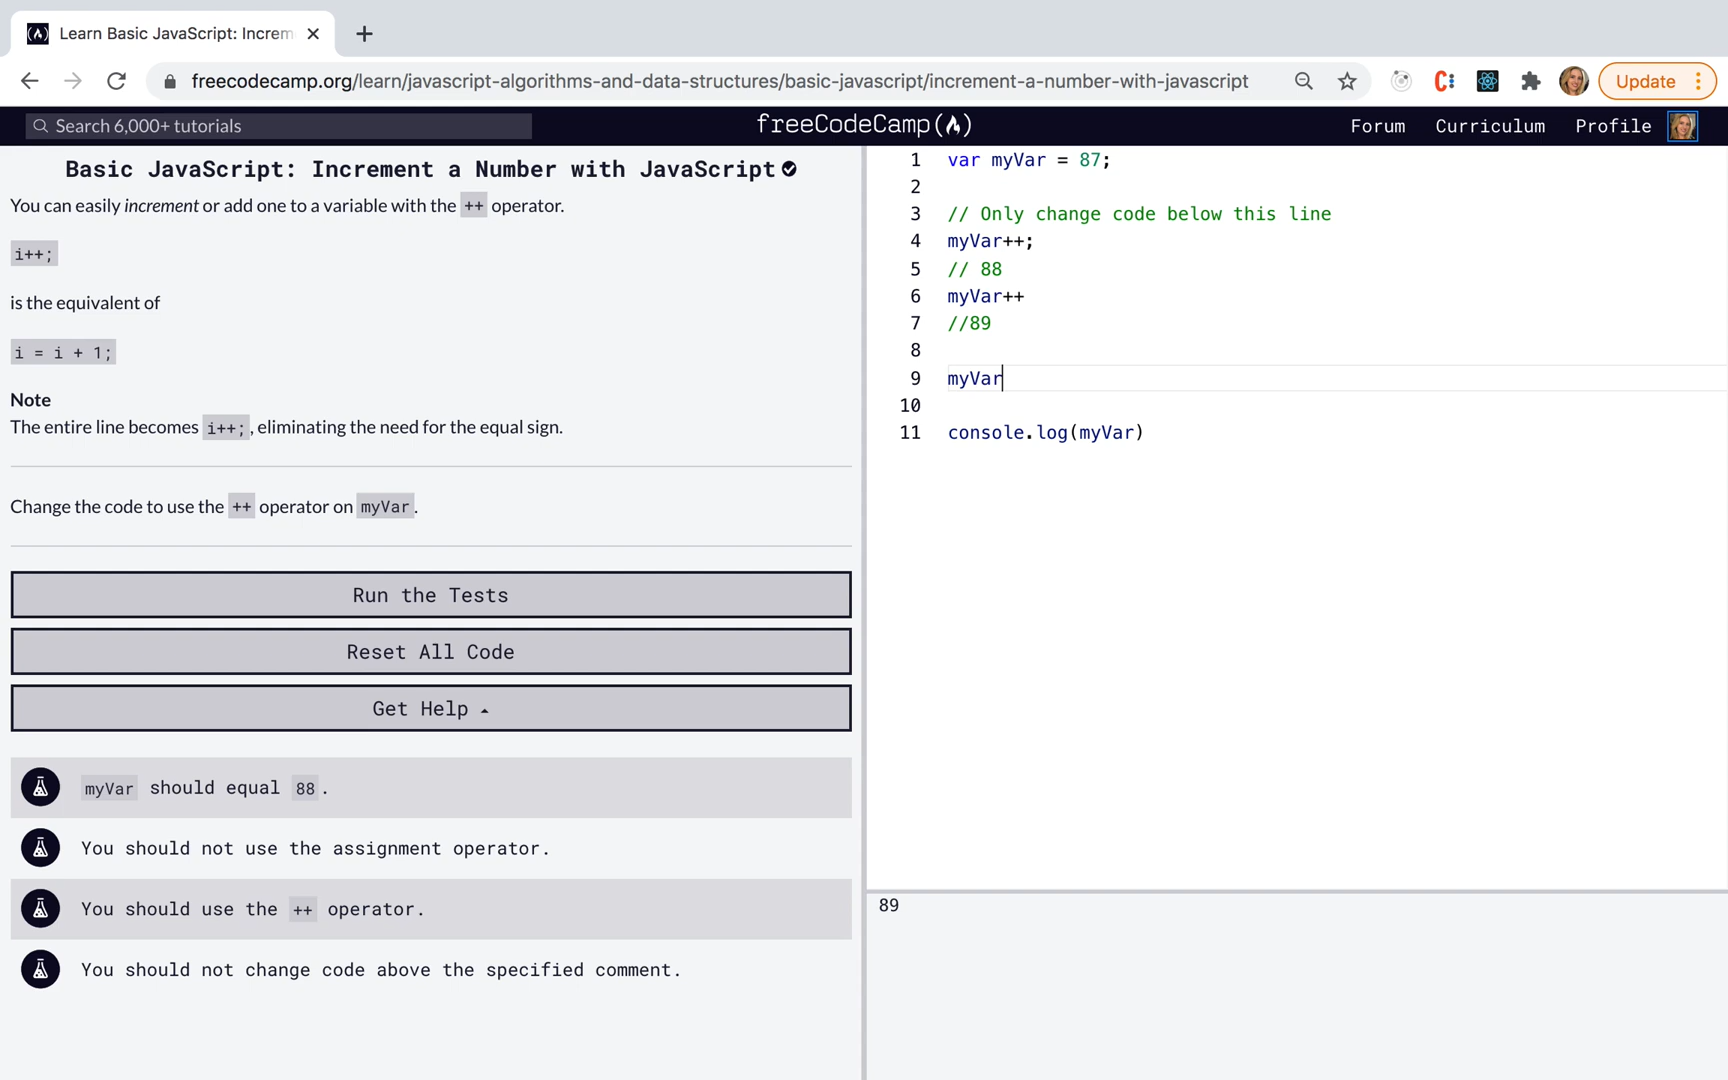 Learn Basic JavaScript: Increm
freecodecamp.org/learn/javascript-algorithms-and-data-structures/basic-javascript/increment-a-number-with-javascript
Update
Search 6,000+ tutorials
freeCodeCamp
Forum
Curriculum
Profile
Basic JavaScript: Increment a Number with JavaScript
You can easily increment or add one to a variable with the ++ operator.
i++;
is the equivalent of
i = i + 1;
Note
The entire line becomes i++;, eliminating the need for the equal sign.
Change the code to use the ++ operator on myVar.
Run the Tests
Reset All Code
Get Help
myVar should equal 88.
You should not use the assignment operator.
You should use the ++ operator.
You should not change code above the specified comment.
1 var myVar = 87;
2
3 // Only change code below this line
4 myVar++;
5 // 88
6 myVar++
7 //89
8
9 myVar
10
11 console.log(myVar)
89